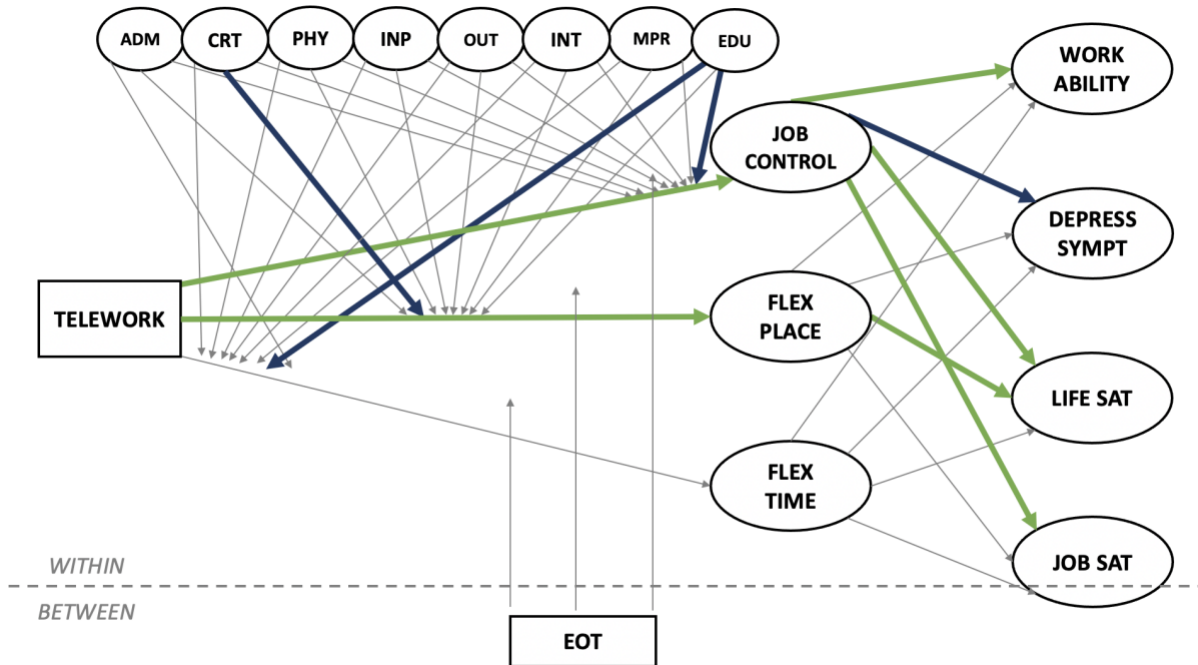 ADM CRT PHY INP OUT INT MPR EDU
WORK
ABILITY
JOB
CONTROL
DEPRESS
SYMPT
TELEWORK
FLEX
PLACE
LIFE SAT
FLEX
TIME
JOB SAT
WITHIN
BETWEEN
EOT